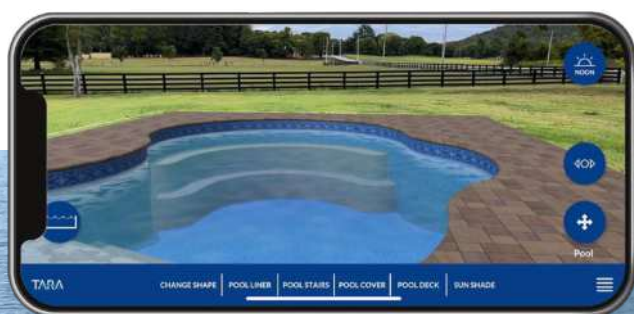 NOON
Pool
TARA CHANGE SHAPE POOL LINER POOL STAIRS POOL COVER POOL DECK SUN SHADE